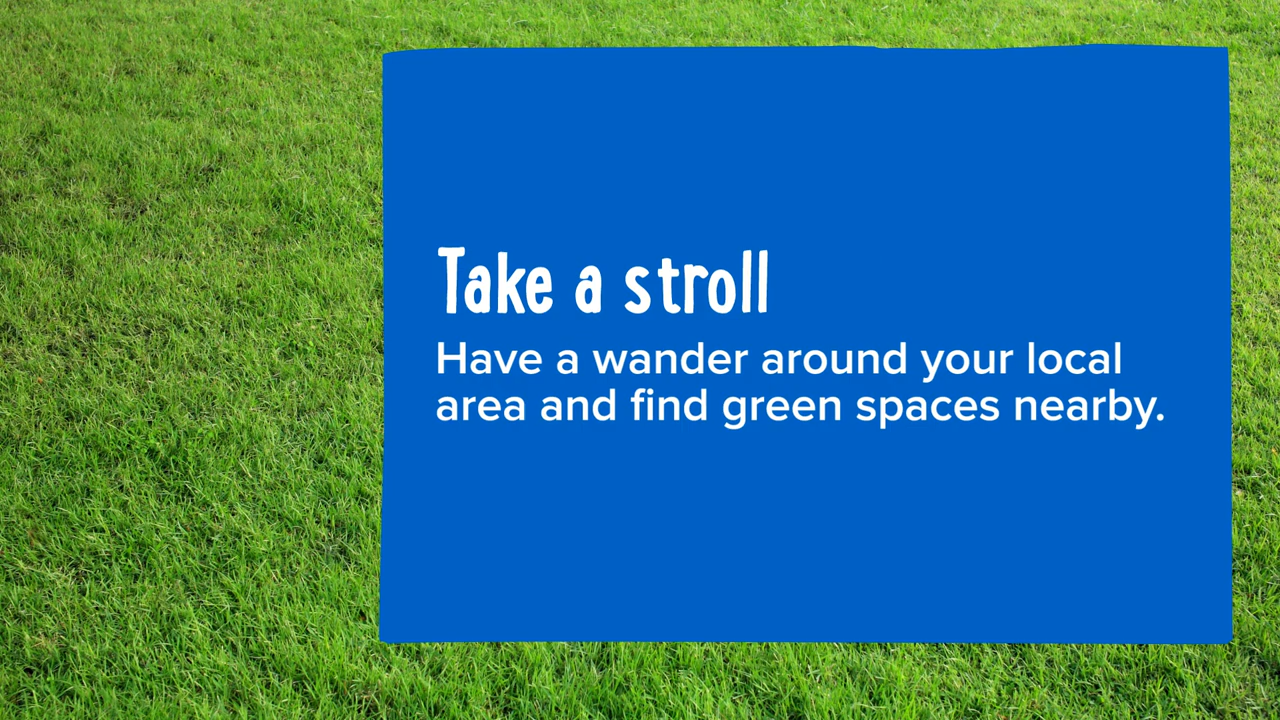 Take a stroll
Have a wander around your local
area and find green spaces nearby.